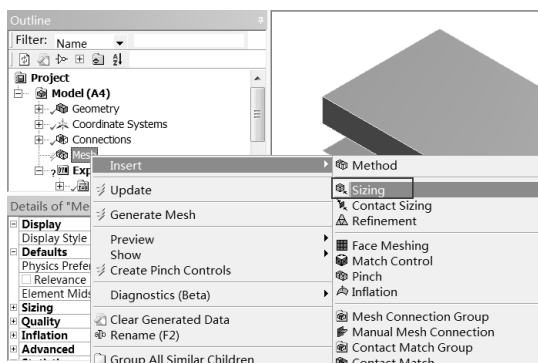 Outline
Filter: Name
Project
Model (A4)
Geometry
Coordinate Systems
Connections
Mesh
Exp
Details of "Me
Display
Display Style
Defaults
Physics Prefer
Relevance
Element Mids
Sizing
Quality
Inflation
Advanced
Insert
Update
Generate Mesh
Preview
Show
Create Pinch Controls
Diagnostics (Beta)
Clear Generated Data
Rename (F2)
Group All Similar Children
Method
Sizing
Contact Sizing
Refinement
Face Meshing
Match Control
Pinch
Inflation
Mesh Connection Group
Manual Mesh Connection
Contact Match Group
Contact Match